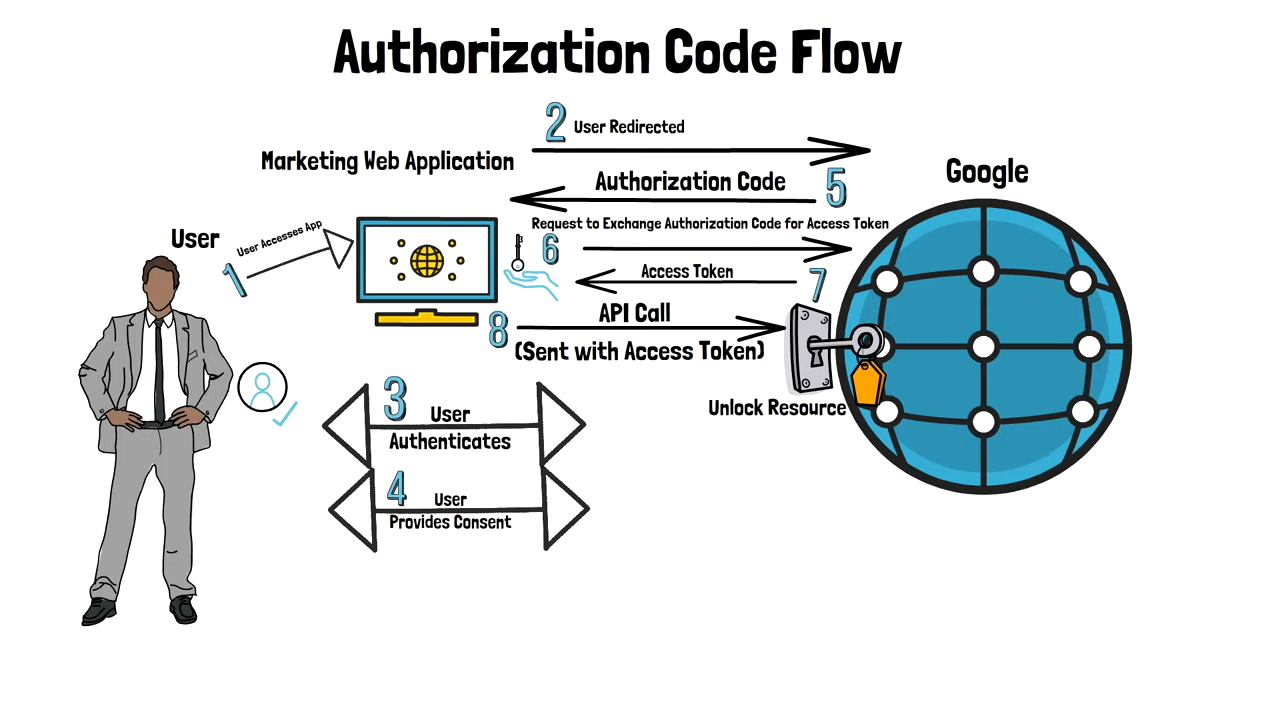 Authorization Code Flow
2 User Redirected
Marketing Web Application
Authorization Code 5
Google
Request to Exchange Authorization Code for Access Token
6
User
User Accesses App
1
Access Token 7
API Call
8
(Sent with Access Token)
Unlock Resource
3 User
Authenticates
4 User
Provides Consent